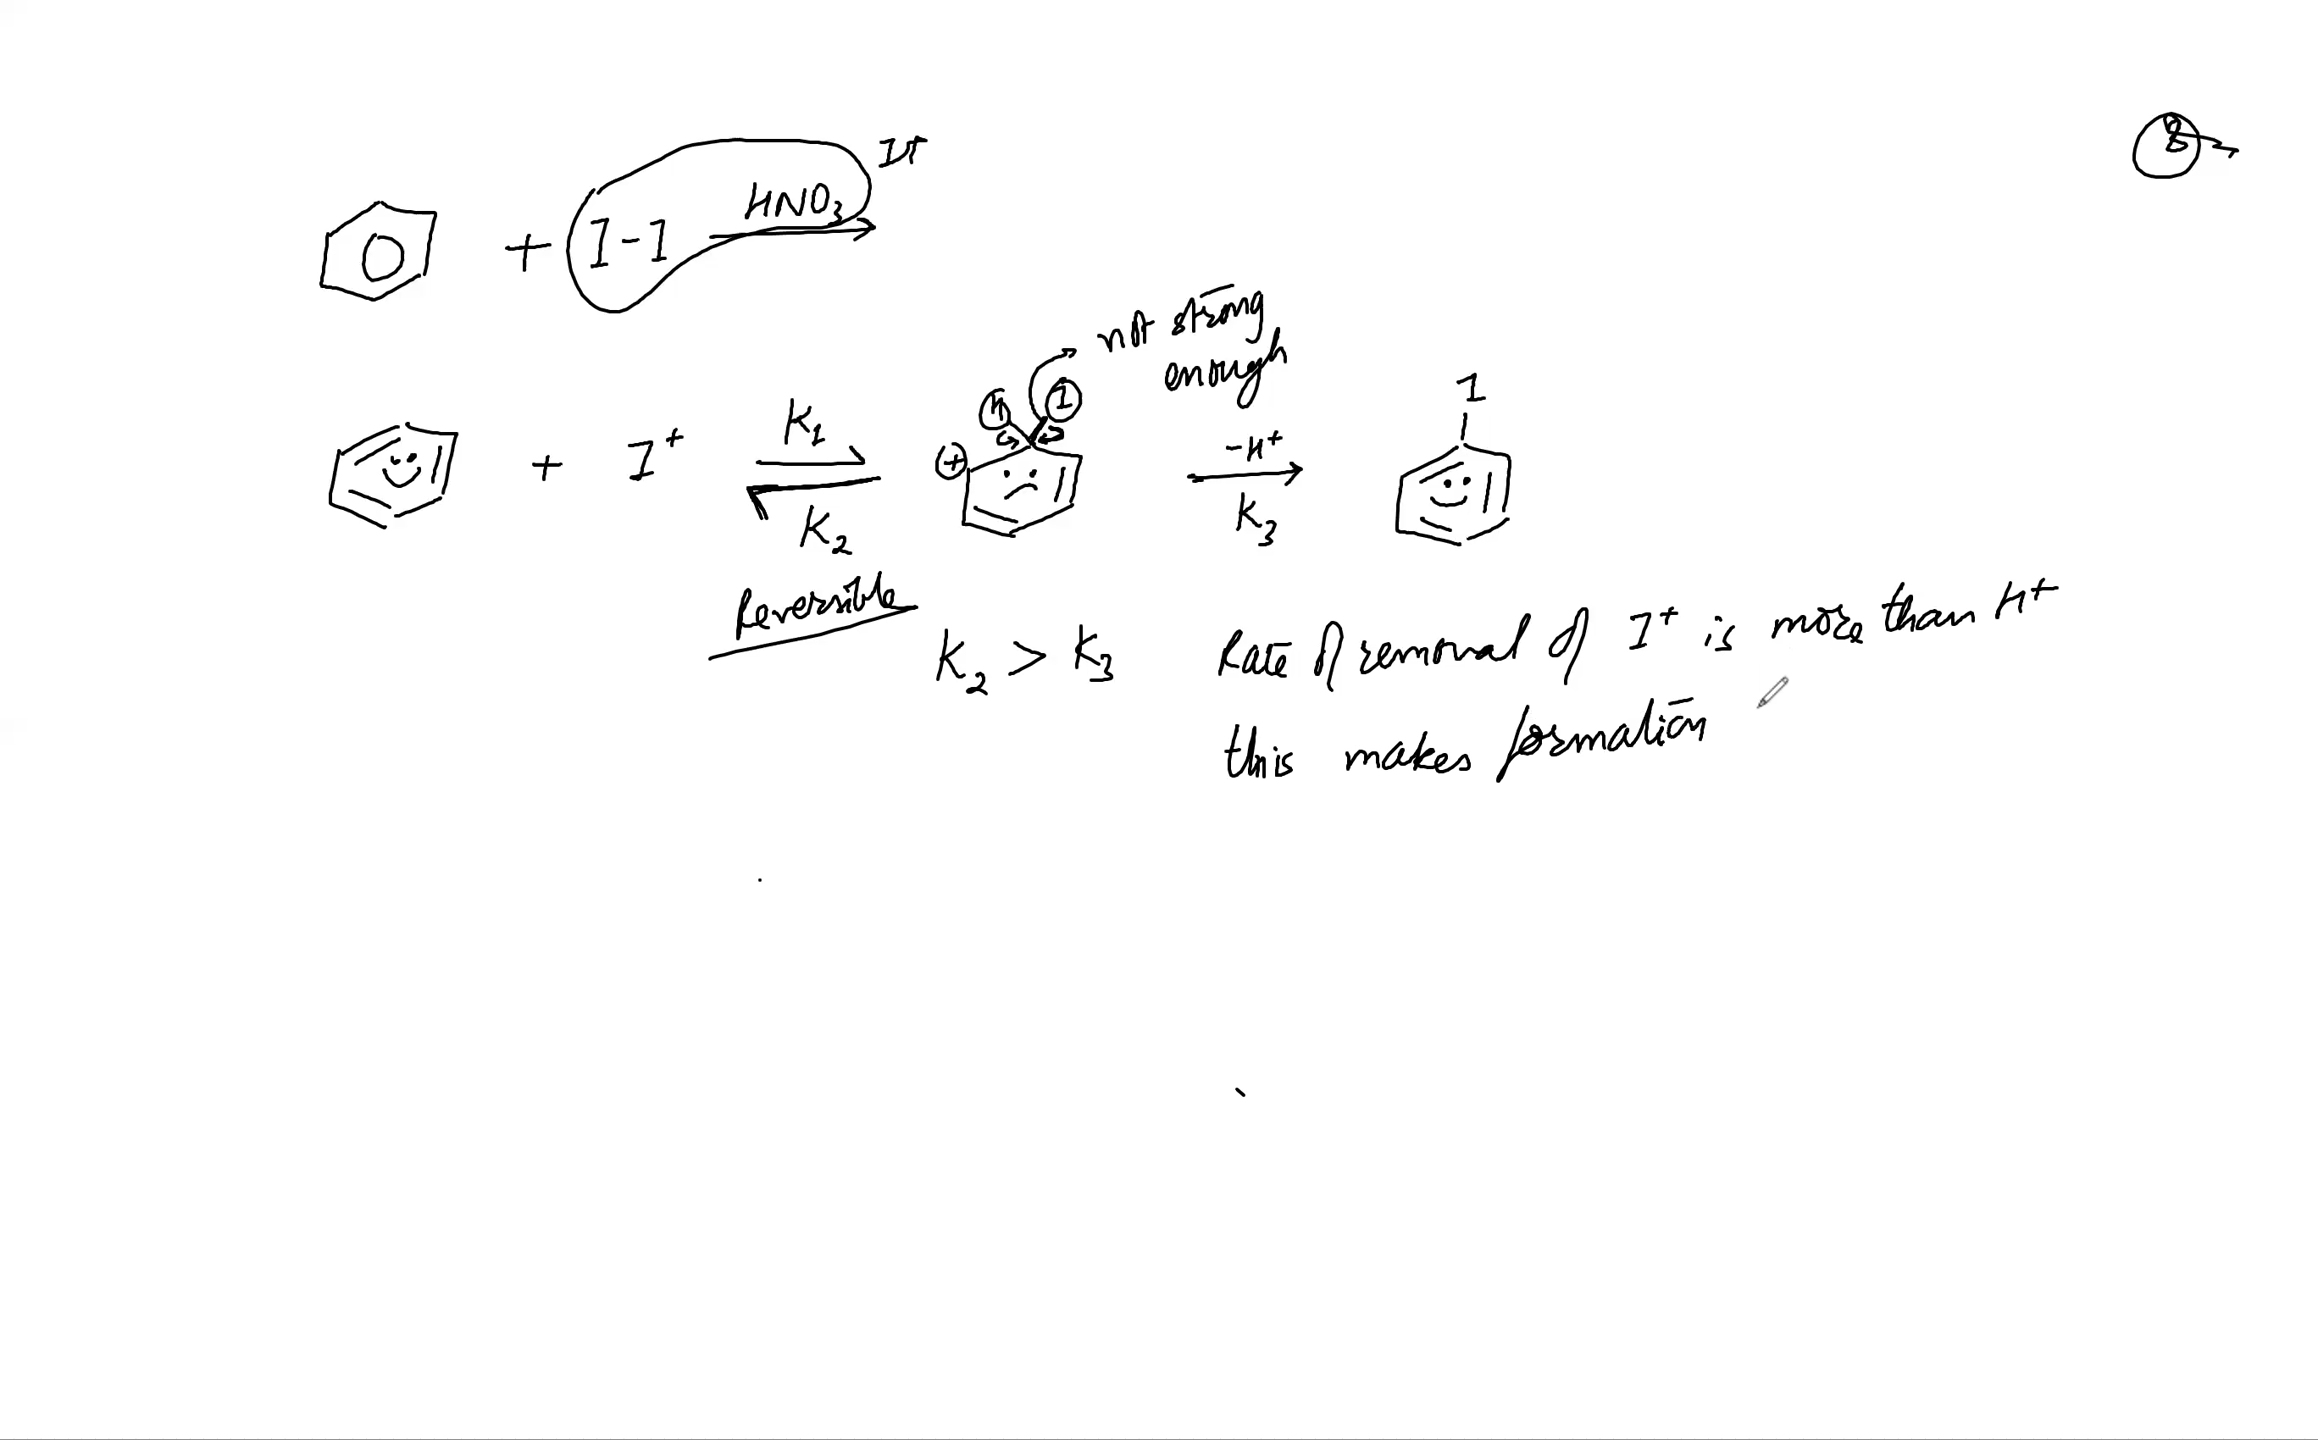 8
I+
HNO3
+ I-I
not strong
enough
H I
I
K1
-H+
+ I+ +
K2
K3
Reversible
K2 > K3 Rate of removal of I+ is more than H+
this makes formation